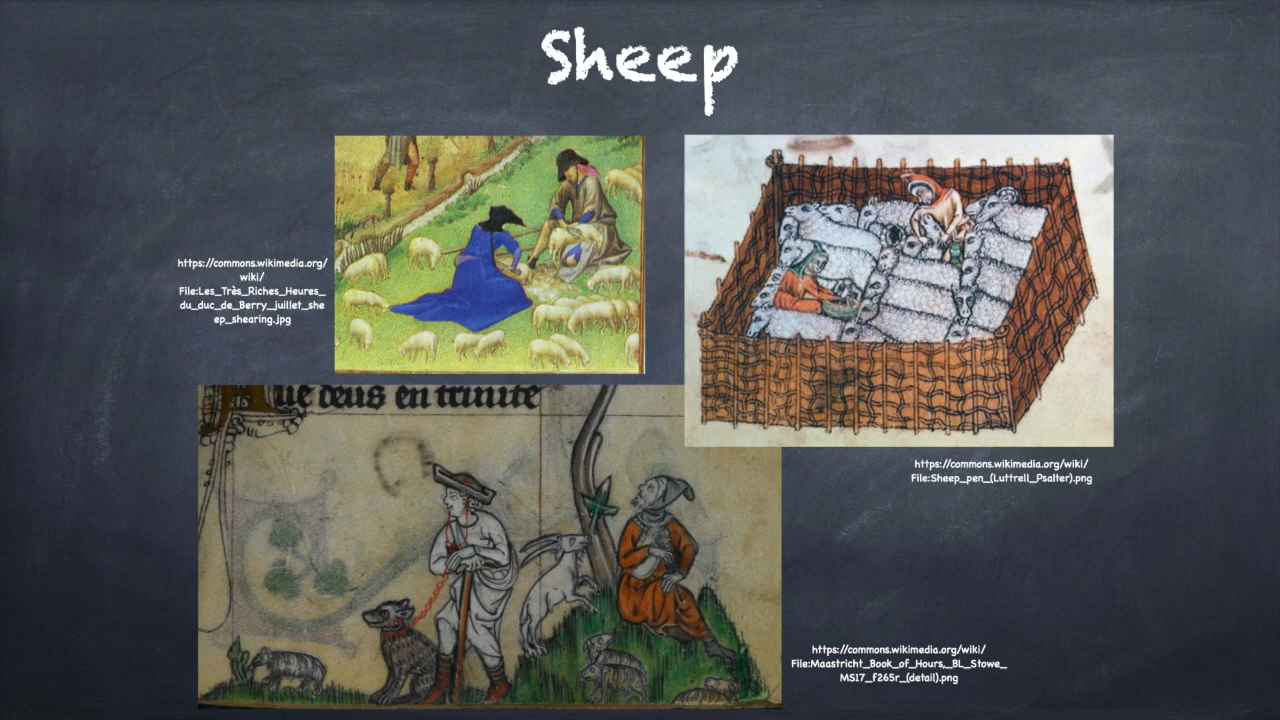 Sheep
https://commons.wikimedia.org/
wiki/
File:Les_Très_Riches_Heures_
du_duc_de_Berry_juillet_she
ep_shearing.jpg
ue deus en trinite
https://commons.wikimedia.org/wiki/
File:Sheep_pen_(Luttrell_Psalter).png
https://commons.wikimedia.org/wiki/
File:Maastricht_Book_of_Hours,_BL_Stowe_
MS17_f265r_(detail).png